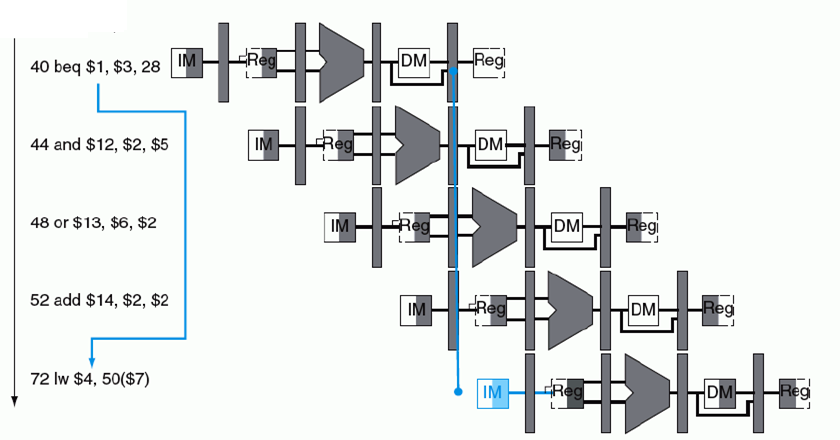 40 beq $1, $3, 28 IM Reg DM Reg
44 and $12, $2, $5 IM Reg DM Reg
48 or $13, $6, $2 IM Reg DM Reg
52 add $14, $2, $2 IM Reg DM Reg
72 lw $4, 50($7) IM Reg DM Reg